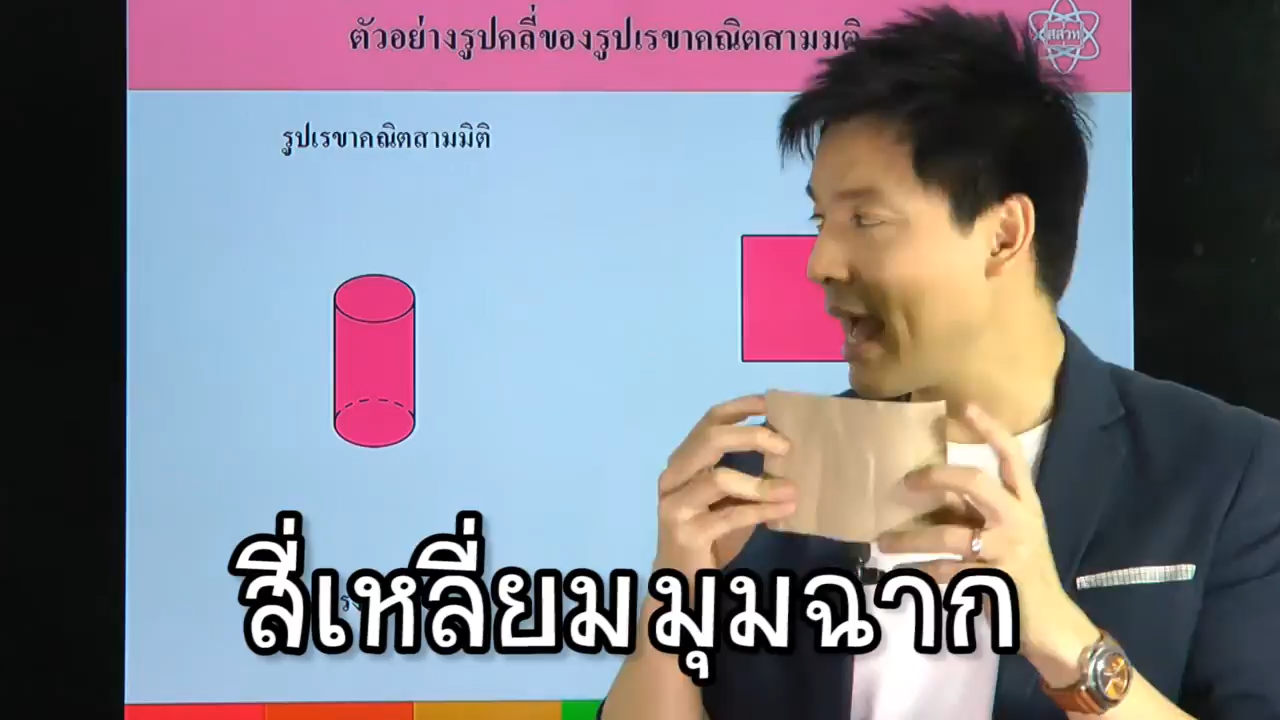 ตัวอย่างรูปคลี่ของรูปเรขาคณิตสามมิติ
สสวท
รูปเรขาคณิตสามมิติ
สี่เหลี่ยมมุมฉาก